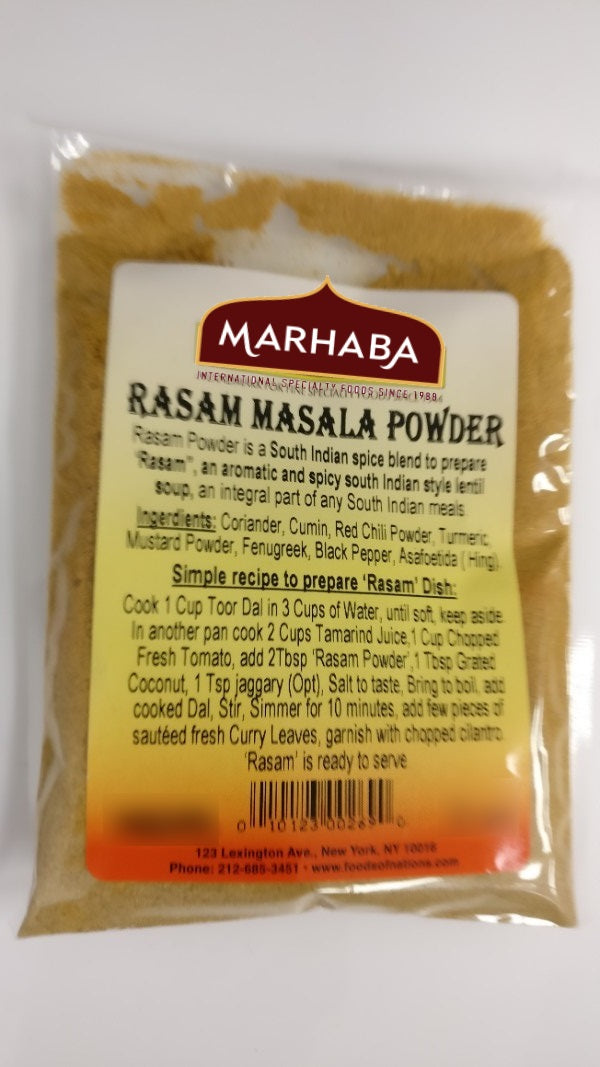 MARHABA
INTERNATIONAL SPECIALTY FOODS SINCE 1988
RASAM MASALA POWDER
Rasam Powder is a South Indian spice blend to prepare
"Rasam", an aromatic and spicy south Indian style lentil
soup, an integral part of any South Indian meals
Ingerdients: Coriander, Cumin, Red Chili Powder, Turmeric,
Mustard Powder, Fenugreek, Black Pepper, Asafoetida ( Hing)
Simple recipe to prepare 'Rasam' Dish:
Cook 1 Cup Toor Dal in 3 Cups of Water, until soft, keep aside.
In another pan cook 2 Cups Tamarind Juice,1 Cup Chopped
Fresh Tomato, add 2Tbsp 'Rasam Powder',1 Tbsp Grated
Coconut, 1 Tsp jaggary (Opt), Salt to taste, Bring to boil, add
cooked Dal, Stir, Simmer for 10 minutes, add few pieces of
sautéed fresh Curry Leaves, garnish with chopped cilantro.
'Rasam' is ready to serve
0 10123 00269 0
123 Lexington Ave., New York, NY 10016
Phone: 212-685-3451 • www.foodsofnations.com